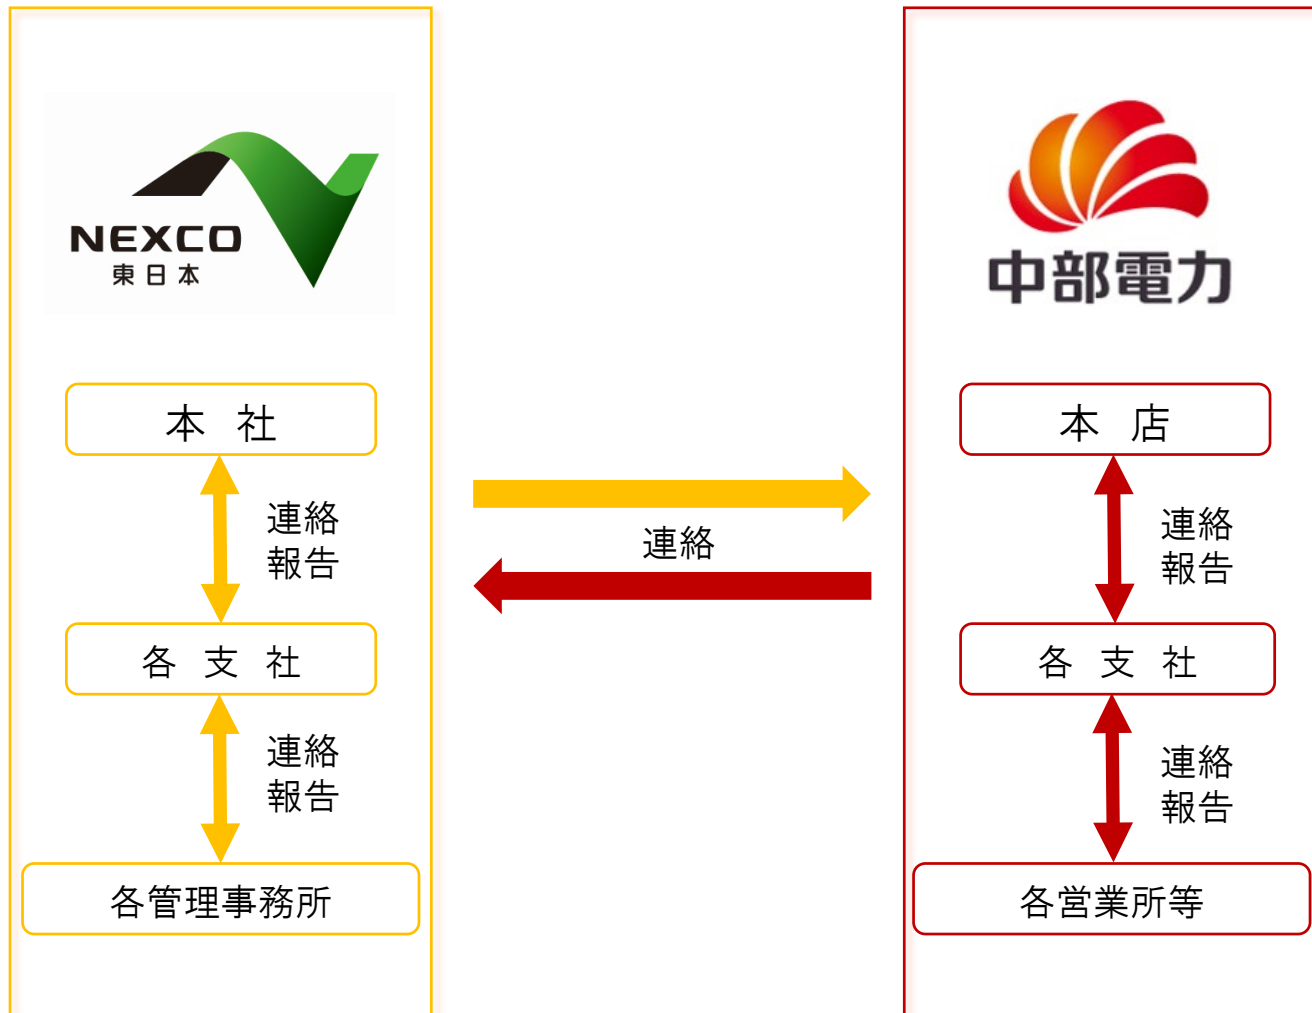 NEXCO
東日本
本 社
連絡
報告
各 支 社
連絡
報告
各管理事務所
連絡
中部電力
本 店
連絡
報告
各 支 社
連絡
報告
各営業所等